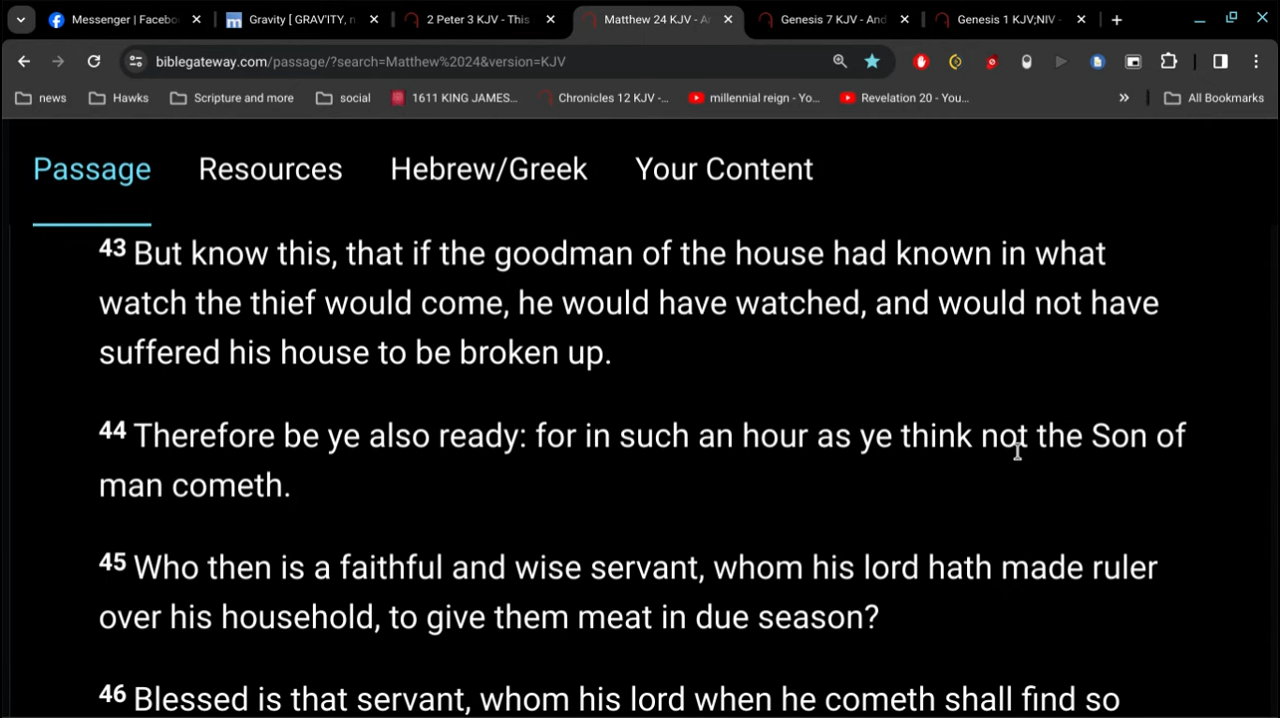 Messenger | Facebo
Gravity [ GRAVITY, n
2 Peter 3 KJV - This
Matthew 24 KJV - A
Genesis 7 KJV - And
Genesis 1 KJV;NIV -
biblegateway.com/passage/?search=Matthew%2024&version=KJV
news
Hawks
Scripture and more
social
1611 KING JAMES...
Chronicles 12 KJV -...
millennial reign - Yo...
Revelation 20 - You...
»
All Bookmarks
Passage Resources Hebrew/Greek Your Content
43 But know this, that if the goodman of the house had known in what
watch the thief would come, he would have watched, and would not have
suffered his house to be broken up.
44 Therefore be ye also ready: for in such an hour as ye think not the Son of
man cometh.
45 Who then is a faithful and wise servant, whom his lord hath made ruler
over his household, to give them meat in due season?
46 Blessed is that servant, whom his lord when he cometh shall find so